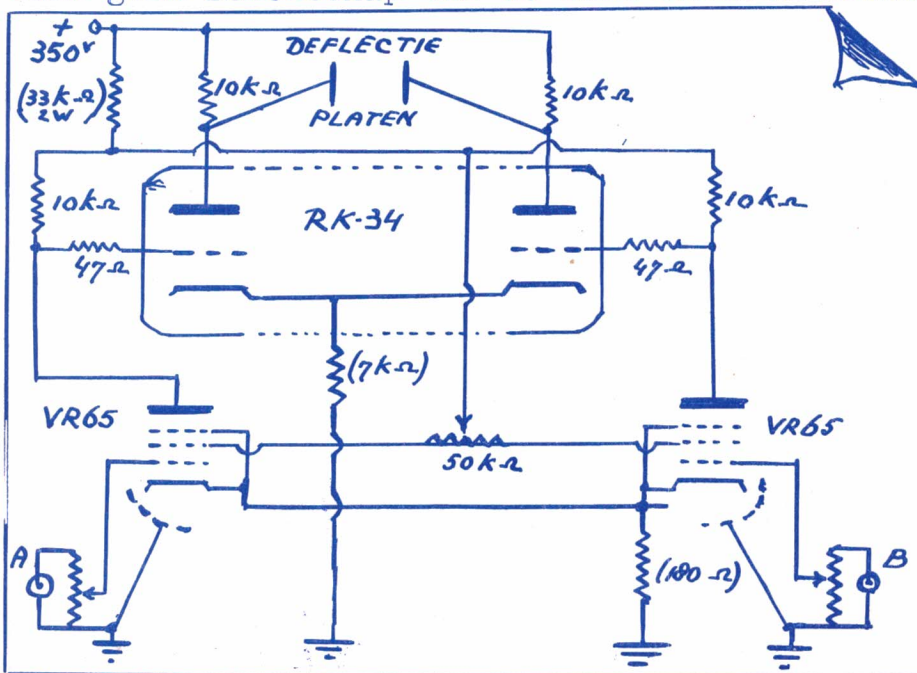 +
350v
DEFLECTIE
PLATEN
(33kΩ)
2W
10kΩ
10kΩ
10kΩ
RK-34
10kΩ
47Ω
47Ω
(7kΩ)
VR65
VR65
50kΩ
A
B
(180Ω)